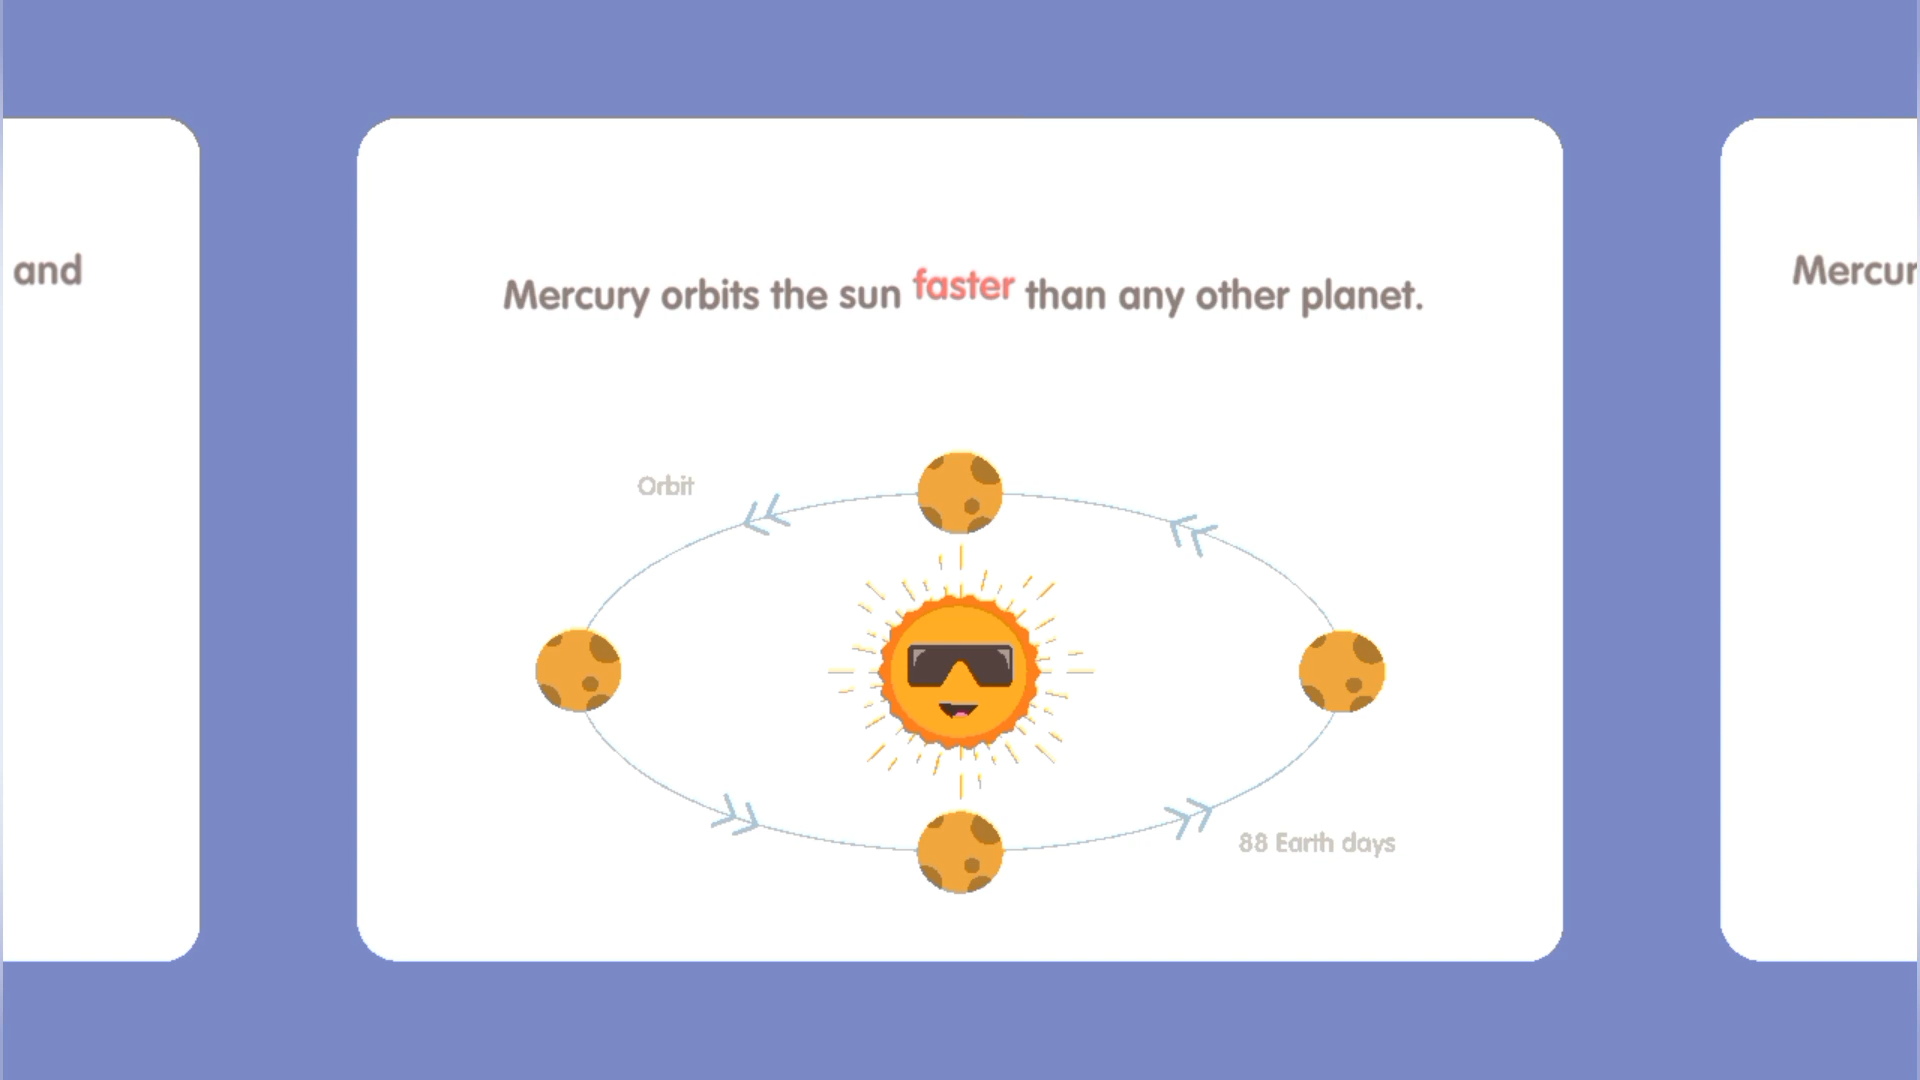 and
Mercury orbits the sun faster than any other planet.
Orbit
88 Earth days